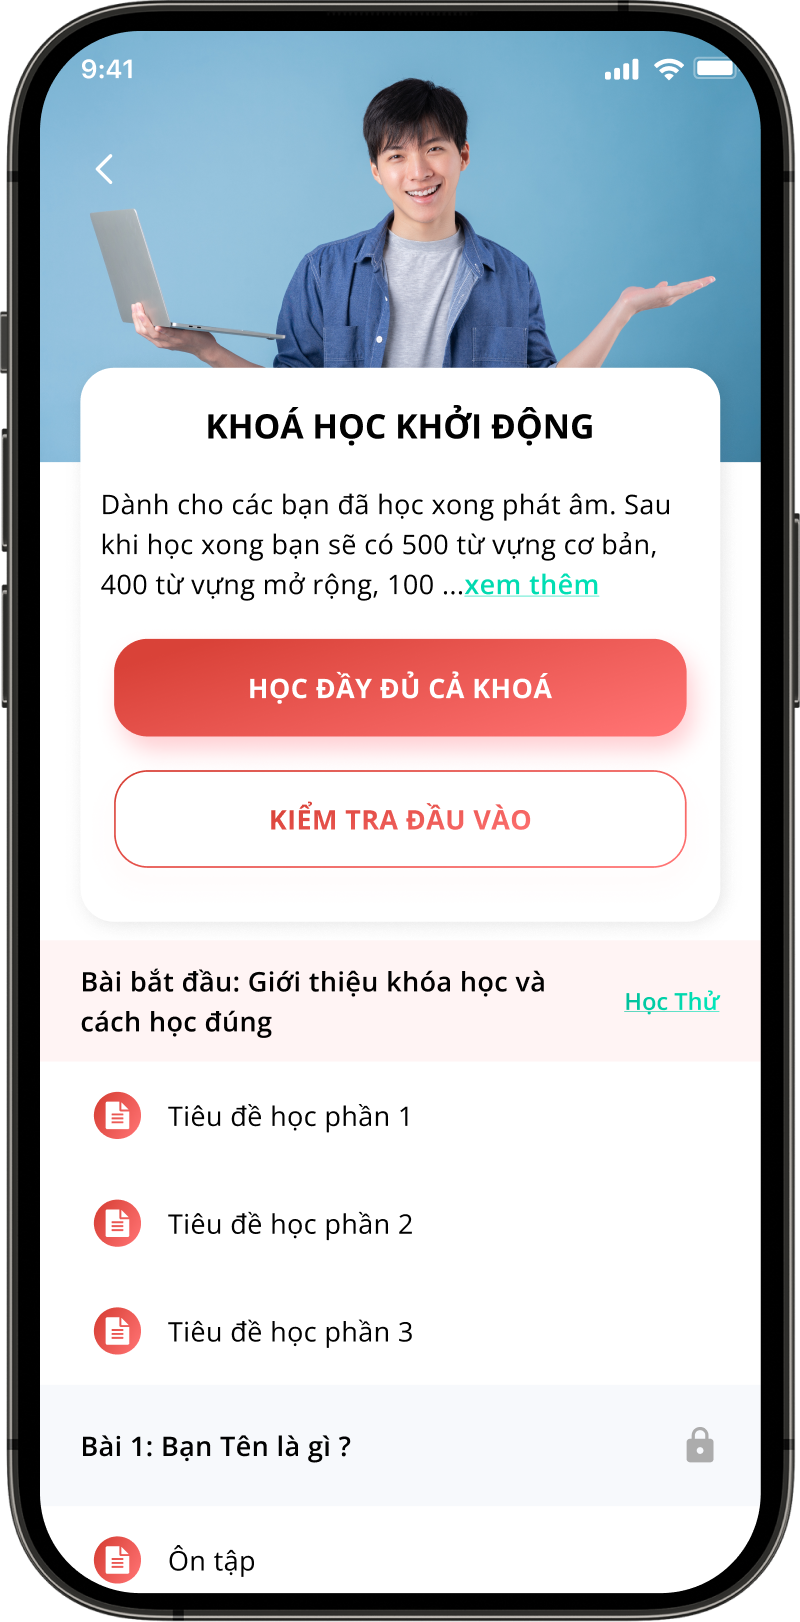 9:41
KHOÁ HỌC KHỞI ĐỘNG
Dành cho các bạn đã học xong phát âm. Sau
khi học xong bạn sẽ có 500 từ vựng cơ bản,
400 từ vựng mở rộng, 100 ...xem thêm
HỌC ĐẦY ĐỦ CẢ KHOÁ
KIỂM TRA ĐẦU VÀO
Bài bắt đầu: Giới thiệu khóa học và
cách học đúng
Học Thử
Tiêu đề học phần 1
Tiêu đề học phần 2
Tiêu đề học phần 3
Bài 1: Bạn Tên là gì ?
Ôn tập